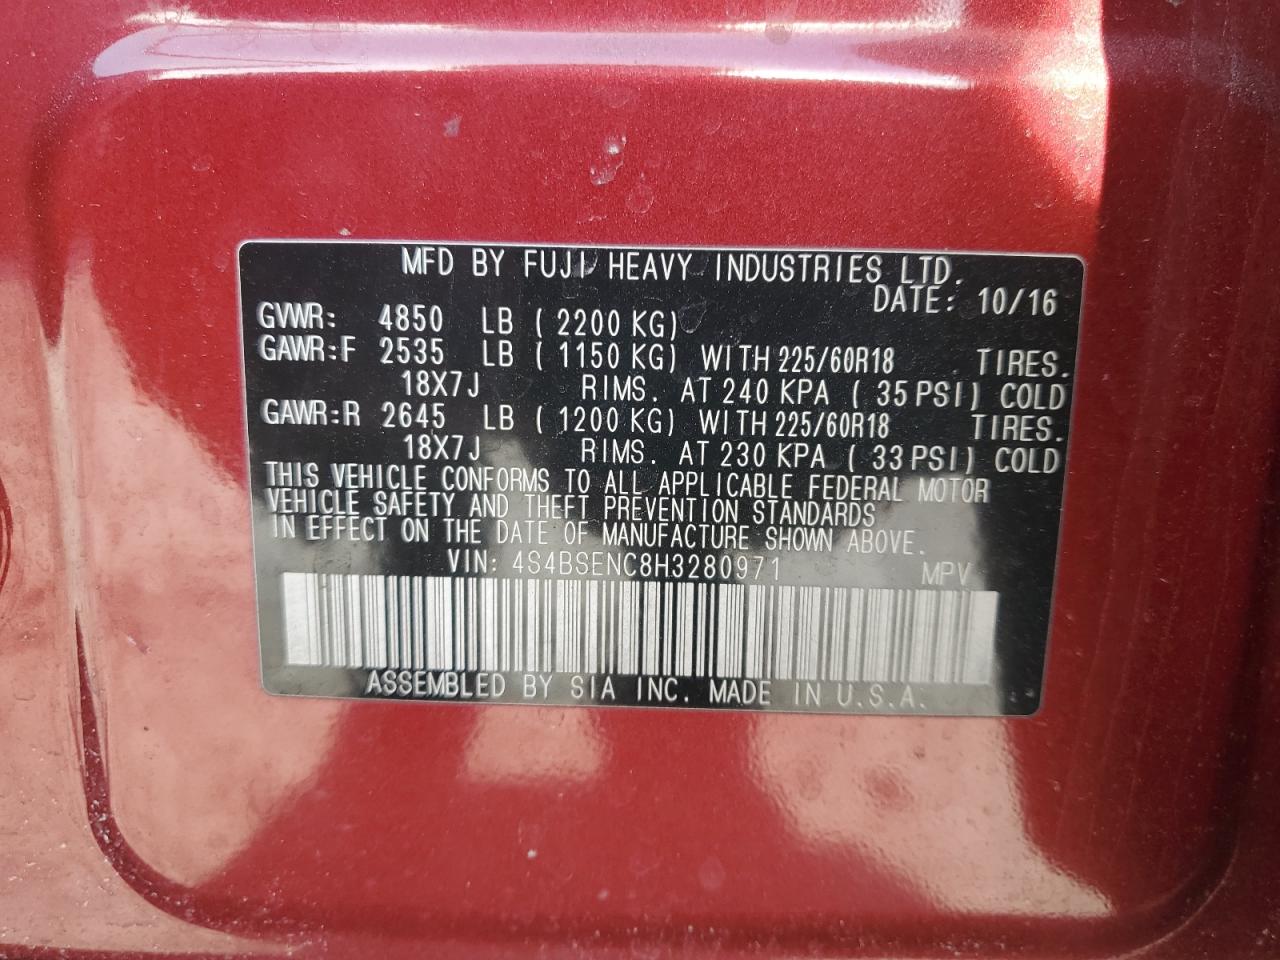 MFD BY FUJI HEAVY INDUSTRIES LTD.
DATE: 10/16
GVWR: 4850 LB ( 2200 KG)
GAWR:F 2535 LB ( 1150 KG) WITH 225/60R18 TIRES.
18X7J RIMS. AT 240 KPA ( 35 PSI) COLD
GAWR:R 2645 LB ( 1200 KG) WITH 225/60R18 TIRES.
18X7J RIMS. AT 230 KPA ( 33 PSI) COLD
THIS VEHICLE CONFORMS TO ALL APPLICABLE FEDERAL MOTOR
VEHICLE SAFETY AND THEFT PREVENTION STANDARDS
IN EFFECT ON THE DATE OF MANUFACTURE SHOWN ABOVE.
VIN: 4S4BSENC8H3280971 MPV
ASSEMBLED BY SIA INC. MADE IN U.S.A.